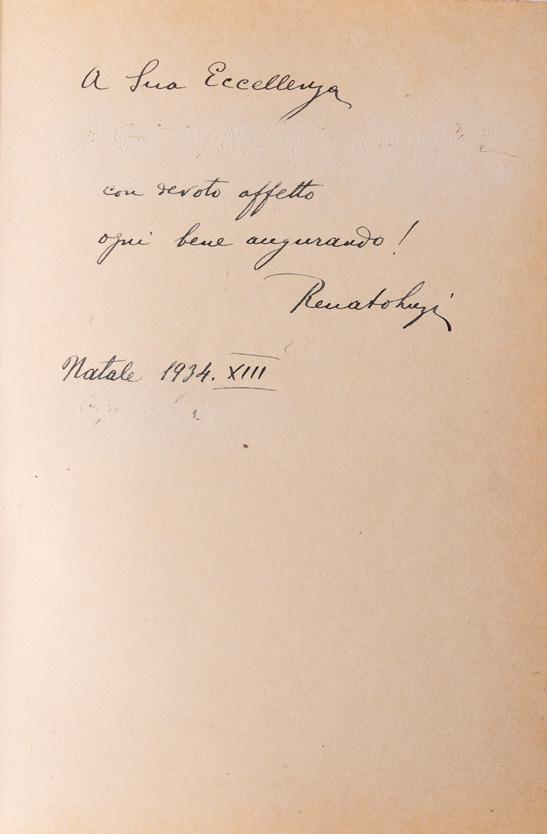 A Sua Eccellenza
con devoto affetto
ogni bene augurando!
Renato Luzi
Natale 1934. XIII